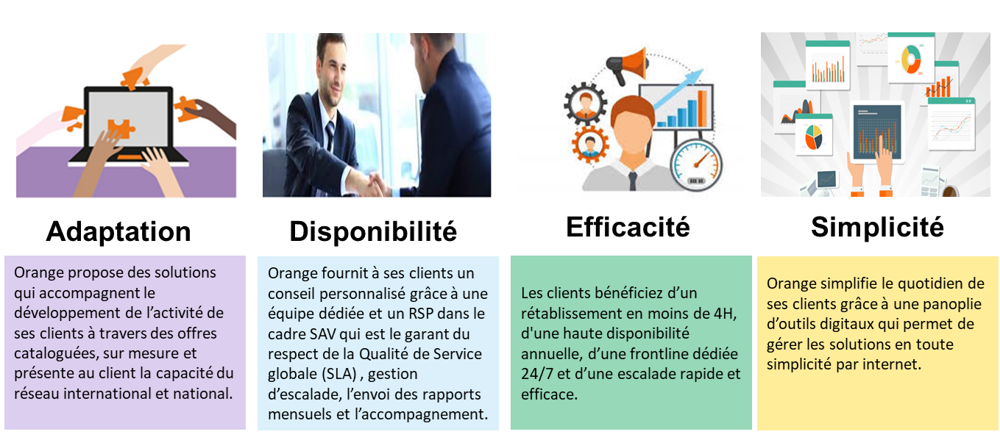 Adaptation
Orange propose des solutions
qui accompagnent le
développement de l’activité de
ses clients à travers des offres
cataloguées, sur mesure et
présente au client la capacité du
réseau international et national.
Disponibilité
Orange fournit à ses clients un
conseil personnalisé grâce à une
équipe dédiée et un RSP dans le
cadre SAV qui est le garant du
respect de la Qualité de Service
globale (SLA) , gestion
d’escalade, l’envoi des rapports
mensuels et l’accompagnement.
Efficacité
Les clients bénéficiez d’un
rétablissement en moins de 4H,
d'une haute disponibilité
annuelle, d’une frontline dédiée
24/7 et d’une escalade rapide et
efficace.
Simplicité
Orange simplifie le quotidien de
ses clients grâce à une panoplie
d’outils digitaux qui permet de
gérer les solutions en toute
simplicité par internet.